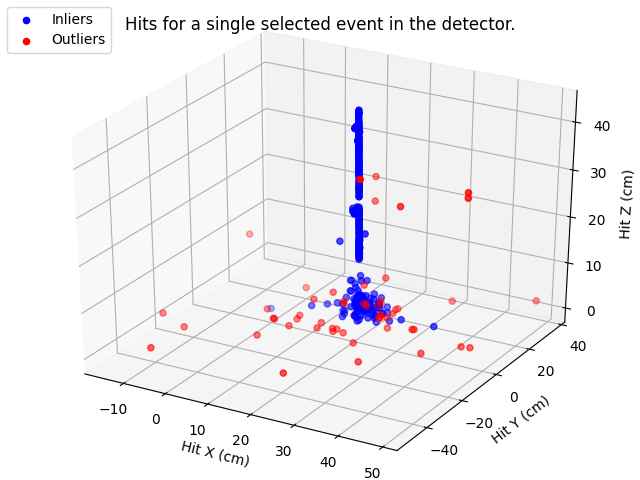 Hits for a single selected event in the detector.
Inliers
Outliers
40
30
20
10
0
Hit Z (cm)
40
20
0
−20
−40
Hit Y (cm)
−10
0
10
20
30
40
50
Hit X (cm)